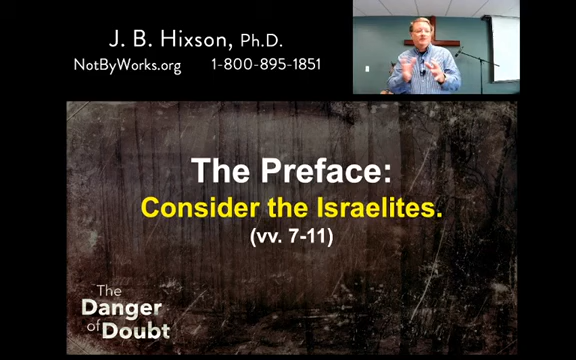 J. B. Hixson, Ph.D.
NotByWorks.org 1-800-895-1851
The Preface:
Consider the Israelites.
(vv. 7-11)
The
Danger
of Doubt